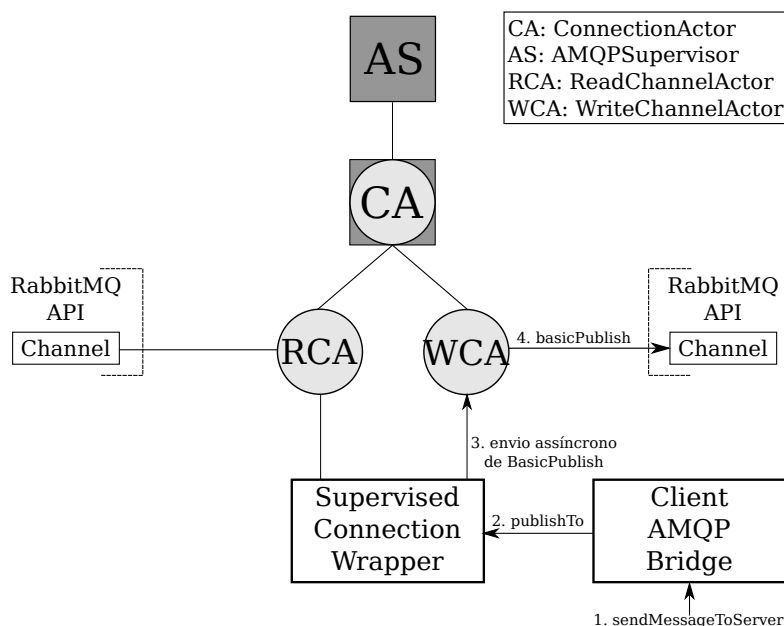 AS
CA: ConnectionActor
AS: AMQPSupervisor
RCA: ReadChannelActor
WCA: WriteChannelActor
CA
RabbitMQ
API
Channel
RCA
WCA
4. basicPublish
RabbitMQ
API
Channel
3. envio assíncrono
de BasicPublish
Supervised
Connection
Wrapper
2. publishTo
Client
AMQP
Bridge
1. sendMessageToServer